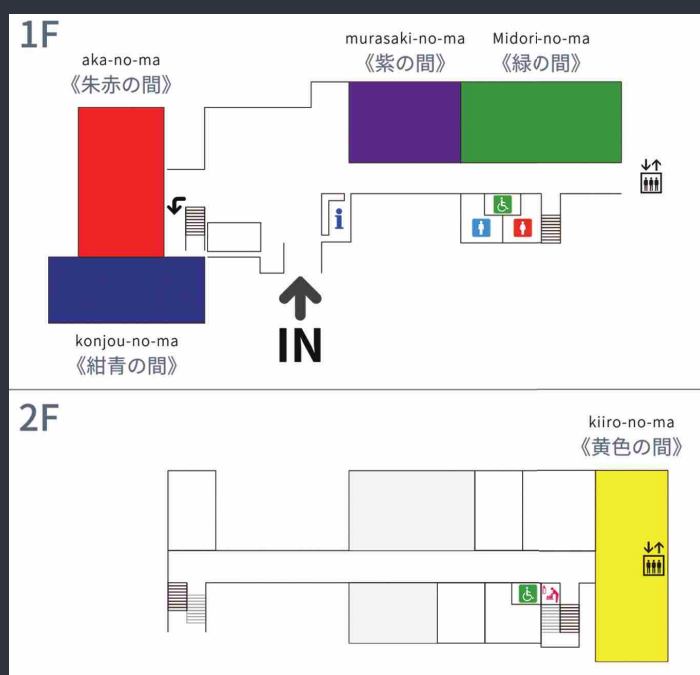 1F
aka-no-ma
《朱赤の間》
murasaki-no-ma
《紫の間》
Midori-no-ma
《緑の間》
i
konjou-no-ma
《紺青の間》
IN
2F
kiiro-no-ma
《黄色の間》